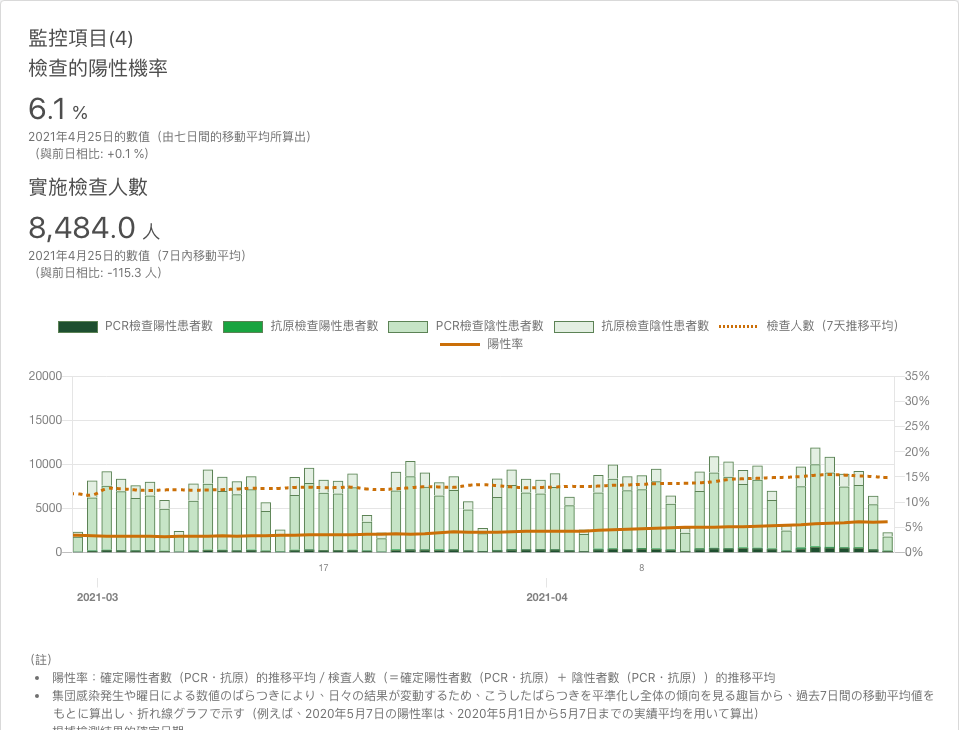 監控項目(4)
檢查的陽性機率
6.1 %
2021年4月25日的數值（由七日間的移動平均所算出）
（與前日相比: +0.1 %）
實施檢查人數
8,484.0 人
2021年4月25日的數值（7日內移動平均）
（與前日相比: -115.3 人）
PCR檢查陽性患者數 抗原檢查陽性患者數 PCR檢查陰性患者數 抗原檢查陰性患者數 檢查人數（7天推移平均）
陽性率
20000 35%
30%
15000 25%
20%
10000 15%
10%
5000 5%
0 0%
17 8
2021-03 2021-04
（註）
• 陽性率：確定陽性者數（PCR・抗原）的推移平均 / 檢査人數（＝確定陽性者數（PCR・抗原）＋ 陰性者數（PCR・抗原））的推移平均
• 集団感染発生や曜日による数値のばらつきにより、日々の結果が変動するため、こうしたばらつきを平準化し全体の傾向を見る趣旨から、過去7日間の移動平均値を
もとに算出し、折れ線グラフで示す（例えば、2020年5月7日の陽性率は、2020年5月1日から5月7日までの実績平均を用いて算出）